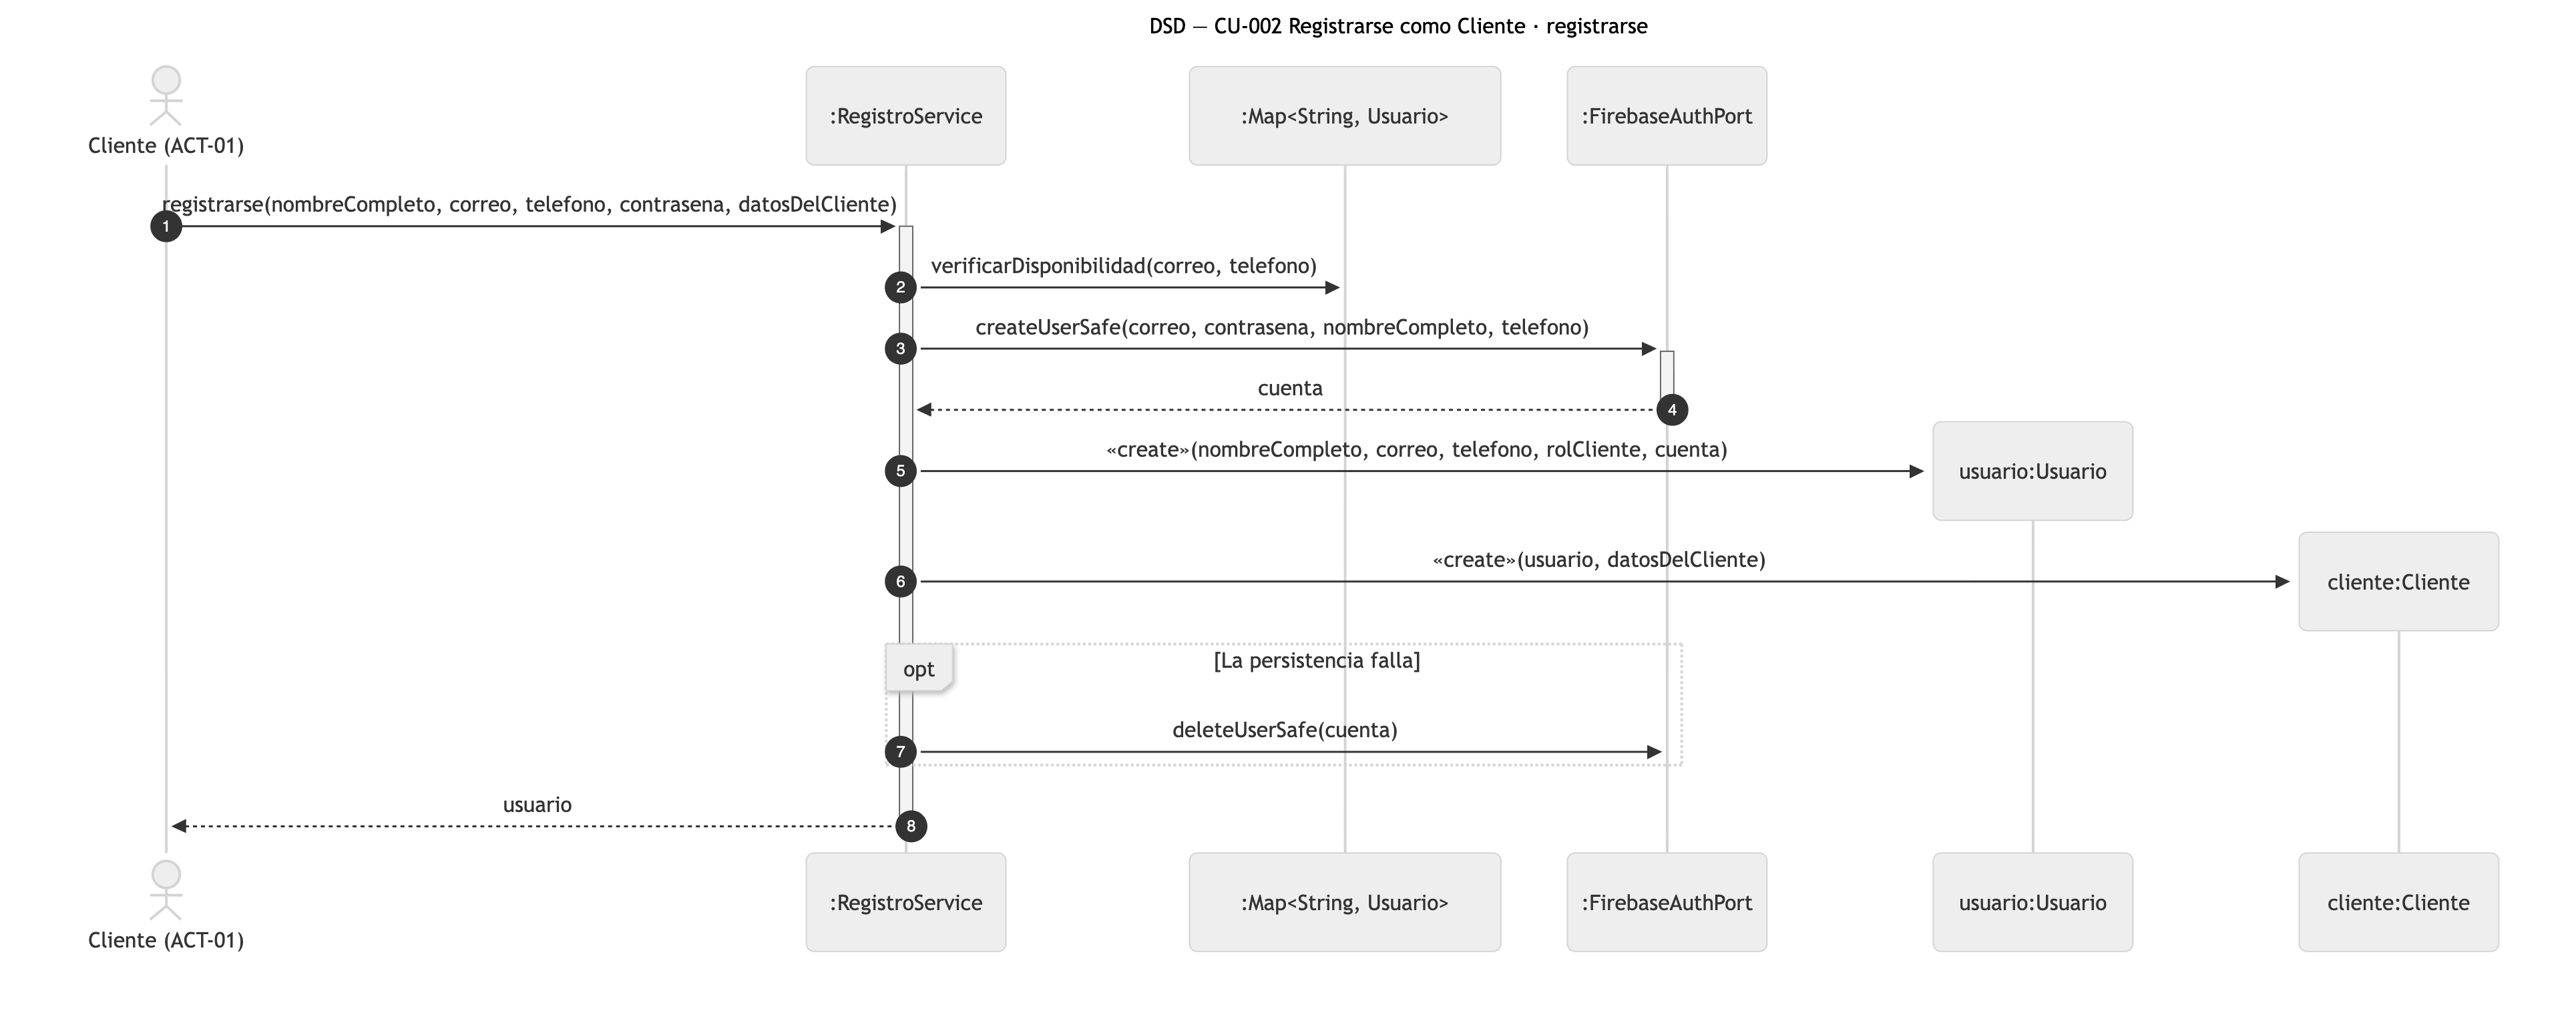 DSD — CU-002 Registrarse como Cliente · registrarse
Cliente (ACT-01)
:RegistroService
:Map<String, Usuario>
:FirebaseAuthPort
registrarse(nombreCompleto, correo, telefono, contrasena, datosDelCliente)
1
verificarDisponibilidad(correo, telefono)
2
createUserSafe(correo, contrasena, nombreCompleto, telefono)
3
cuenta
4
«create»(nombreCompleto, correo, telefono, rolCliente, cuenta)
5
usuario:Usuario
«create»(usuario, datosDelCliente)
6
cliente:Cliente
opt
[La persistencia falla]
deleteUserSafe(cuenta)
7
usuario
8
Cliente (ACT-01)
:RegistroService
:Map<String, Usuario>
:FirebaseAuthPort
usuario:Usuario
cliente:Cliente